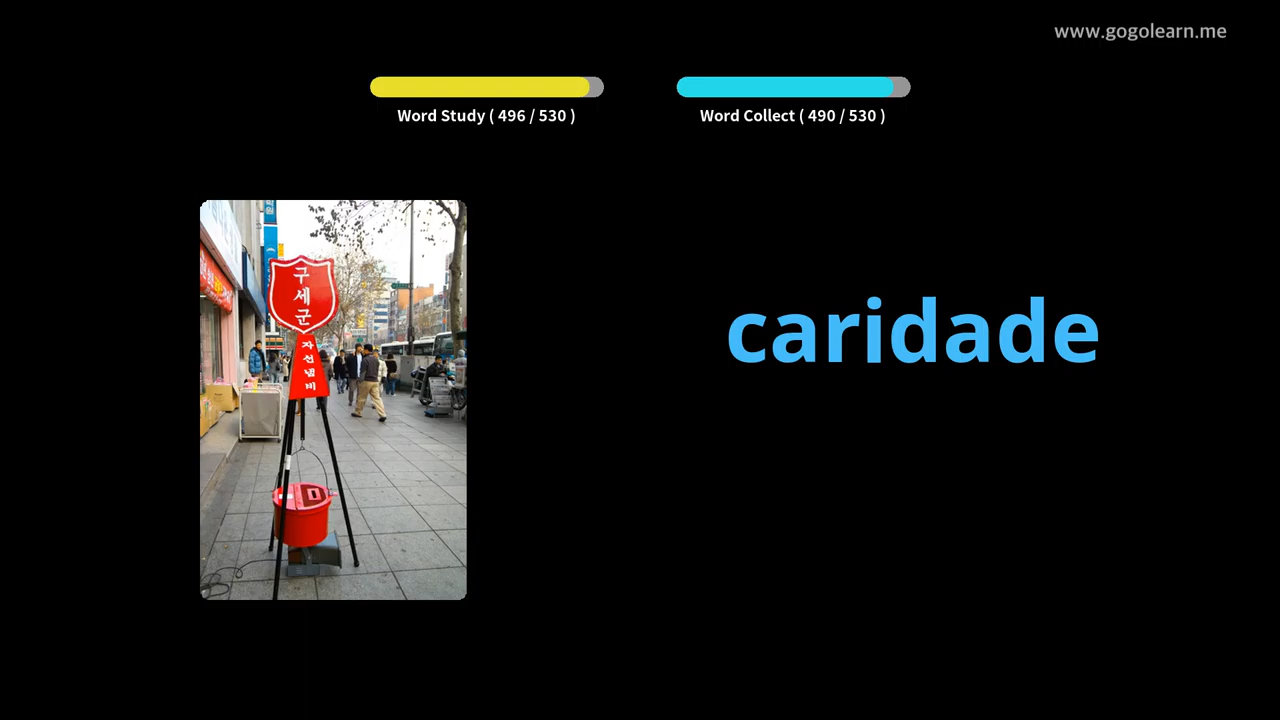 www.gogolearn.me
Word Study ( 496 / 530 )
Word Collect ( 490 / 530 )
구
세
군
자
선
냄
비
caridade